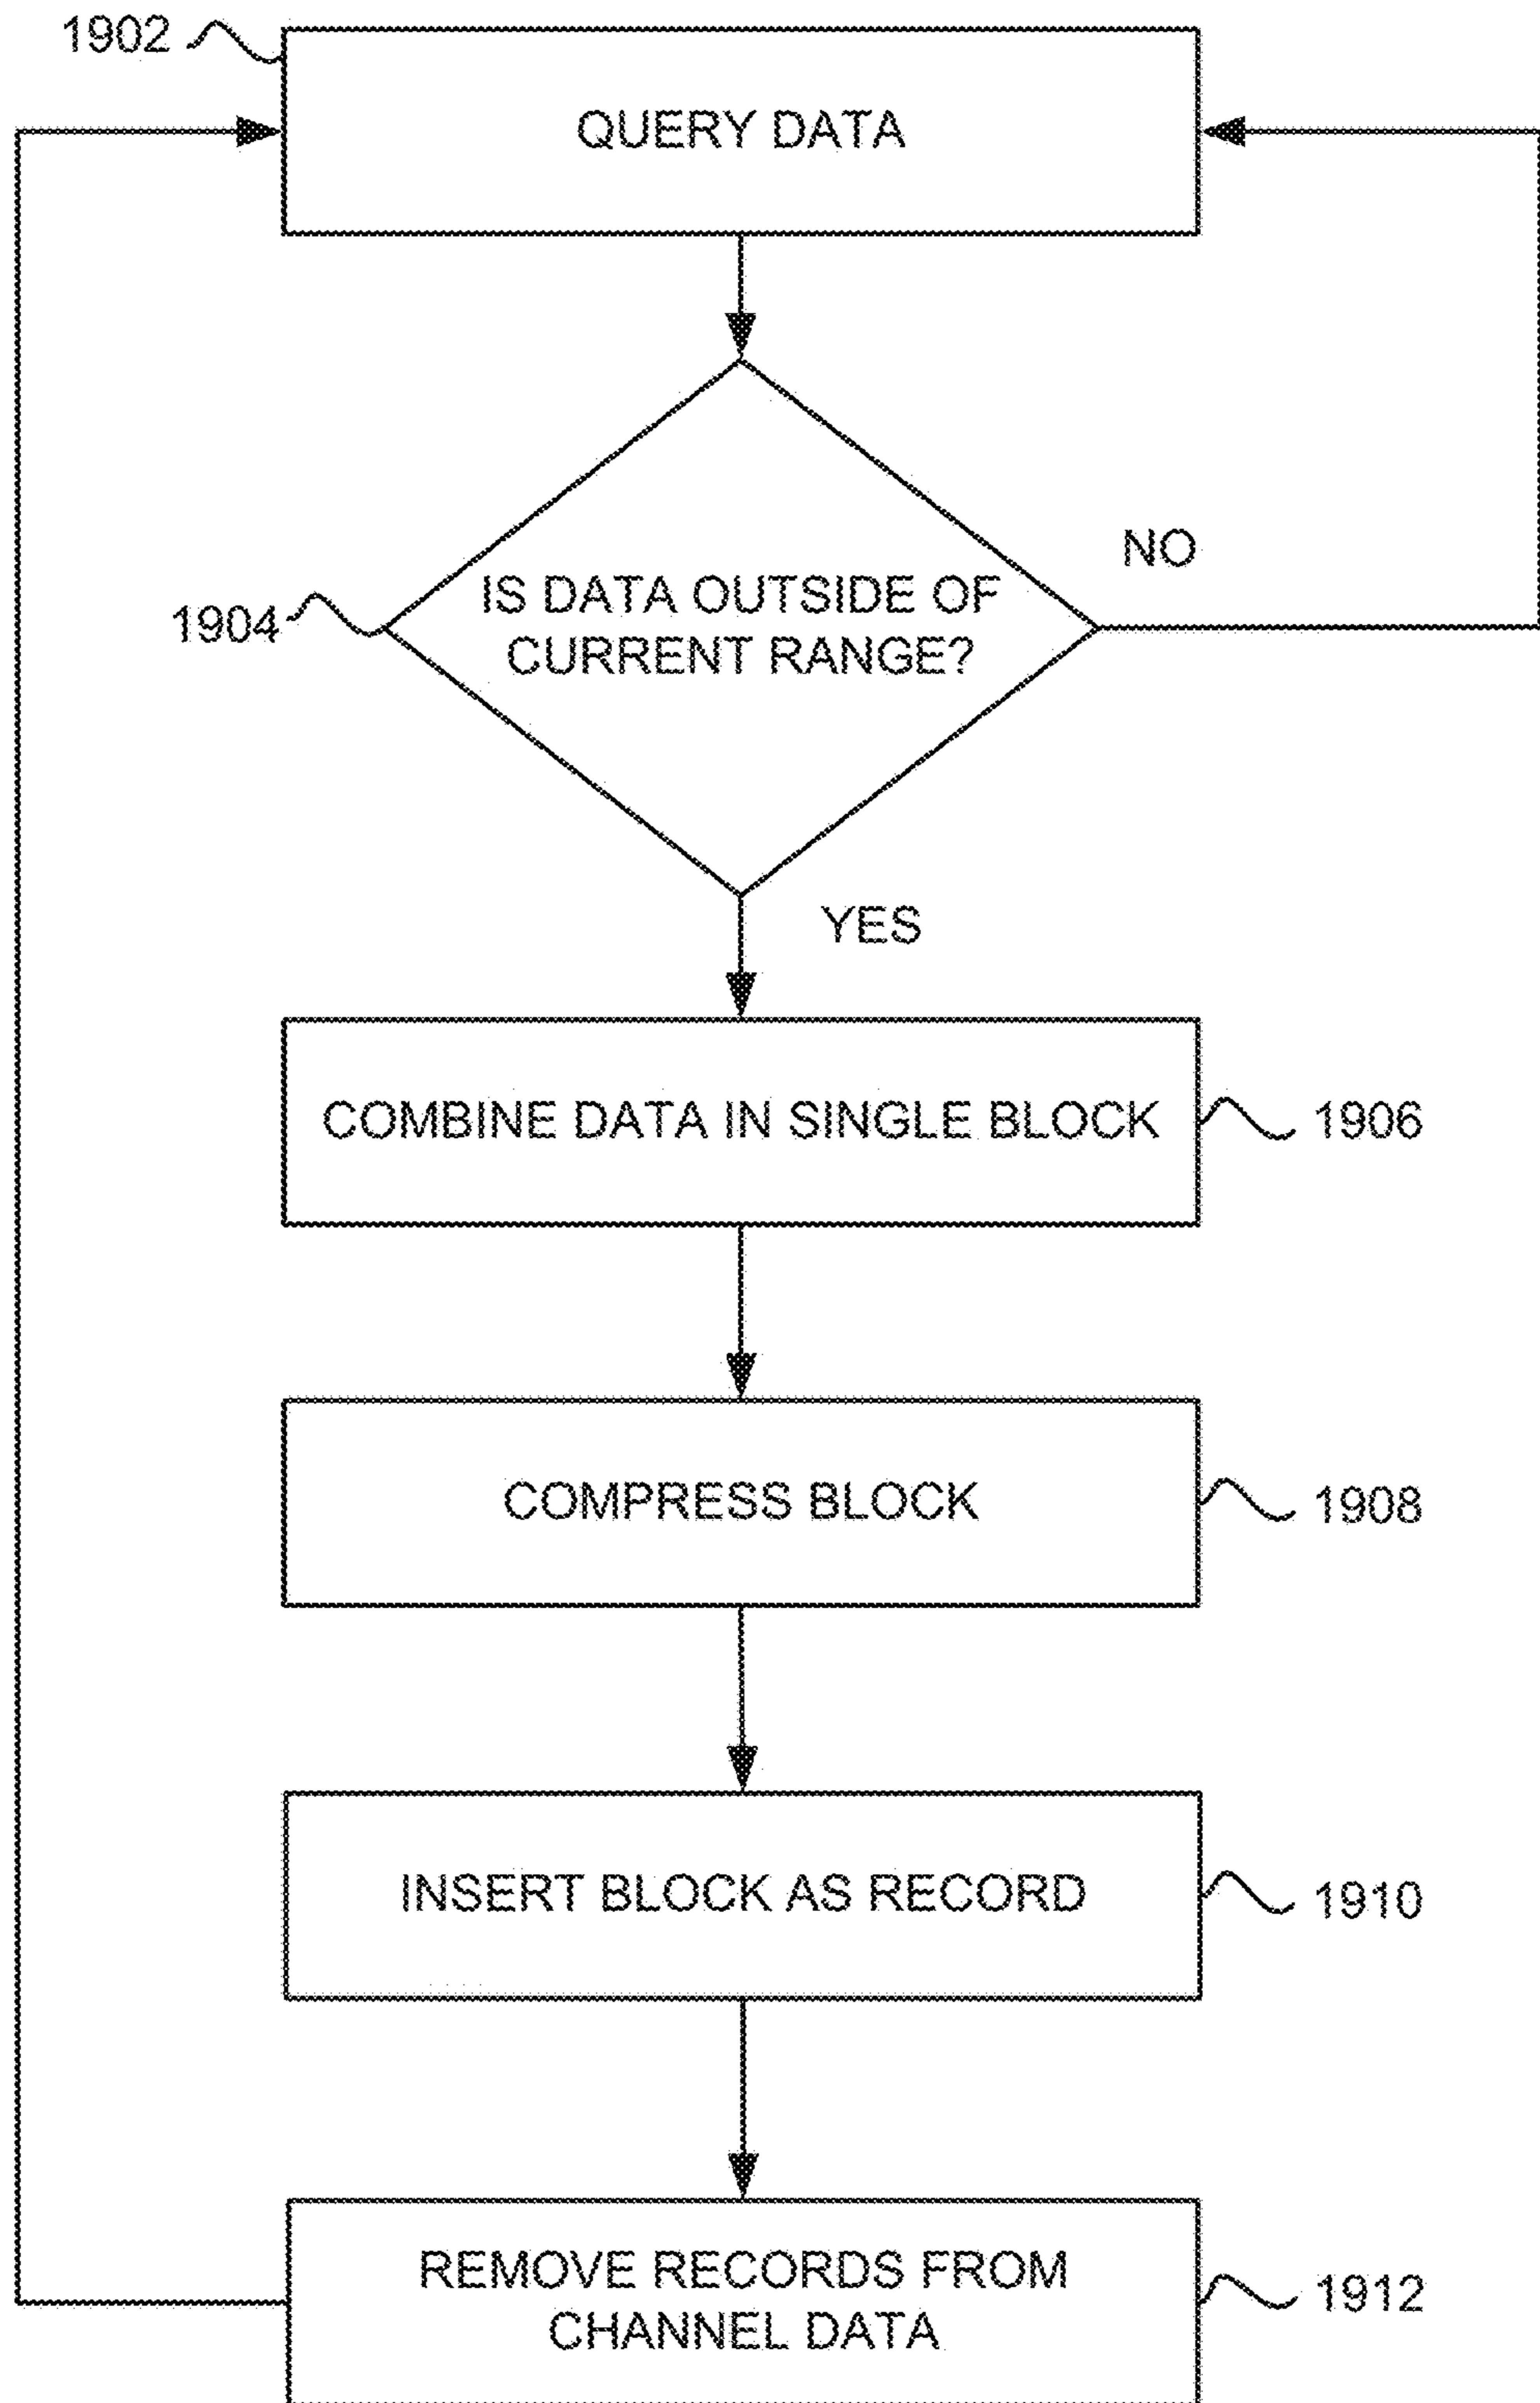 1902
QUERY DATA
NO
1904
IS DATA OUTSIDE OF
CURRENT RANGE?
YES
COMBINE DATA IN SINGLE BLOCK
1906
COMPRESS BLOCK
1908
INSERT BLOCK AS RECORD
1910
REMOVE RECORDS FROM
CHANNEL DATA
1912